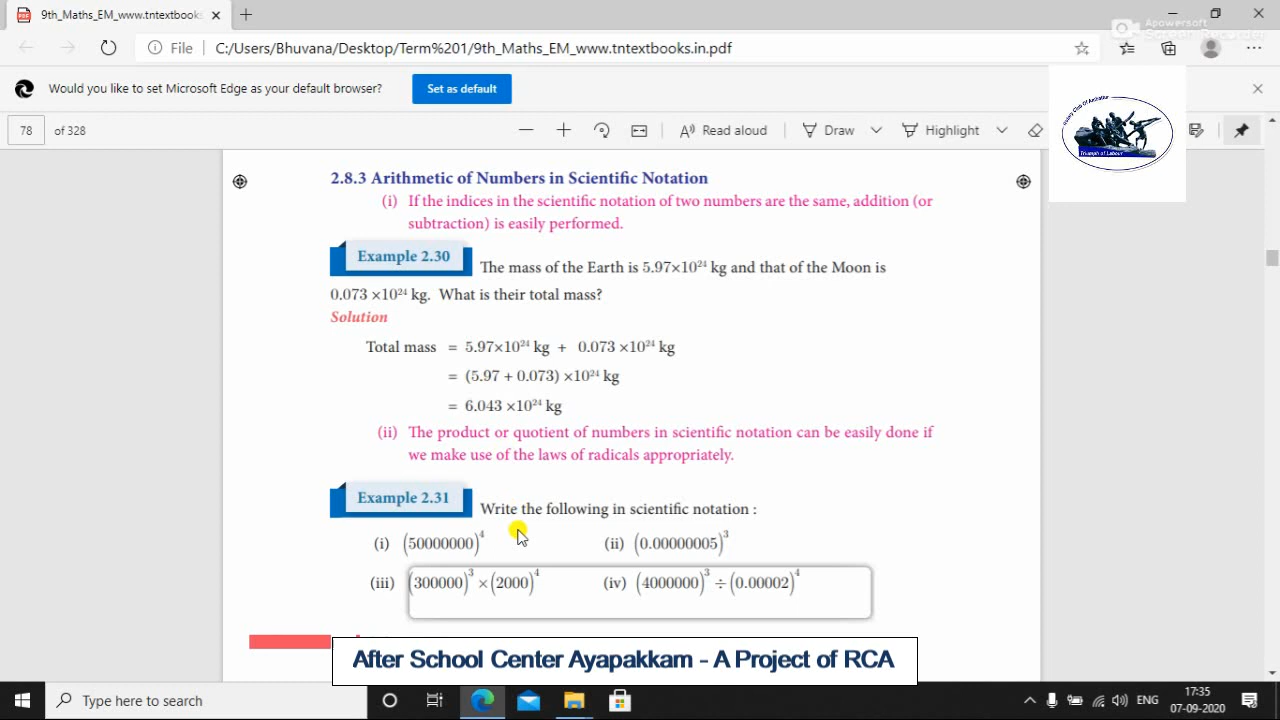 9th_Maths_EM_www.tntextbooks.in
Apowersoft
Screen Recorder
File C:/Users/Bhuvana/Desktop/Term%201/9th_Maths_EM_www.tntextbooks.in.pdf
Would you like to set Microsoft Edge as your default browser? Set as default
78 of 328 Read aloud Draw Highlight
Triumph of Labour
2.8.3 Arithmetic of Numbers in Scientific Notation
(i) If the indices in the scientific notation of two numbers are the same, addition (or
subtraction) is easily performed.
Example 2.30 The mass of the Earth is 5.97×10²⁴ kg and that of the Moon is
0.073 ×10²⁴ kg. What is their total mass?
Solution
Total mass = 5.97×10²⁴ kg + 0.073 ×10²⁴ kg
= (5.97 + 0.073) ×10²⁴ kg
= 6.043 ×10²⁴ kg
(ii) The product or quotient of numbers in scientific notation can be easily done if
we make use of the laws of radicals appropriately.
Example 2.31 Write the following in scientific notation :
(i) (50000000)⁴ (ii) (0.00000005)³
(iii) (300000)³ × (2000)⁴ (iv) (4000000)³ ÷ (0.00002)⁴
After School Center Ayapakkam - A Project of RCA
Type here to search
ENG
17:35
07-09-2020